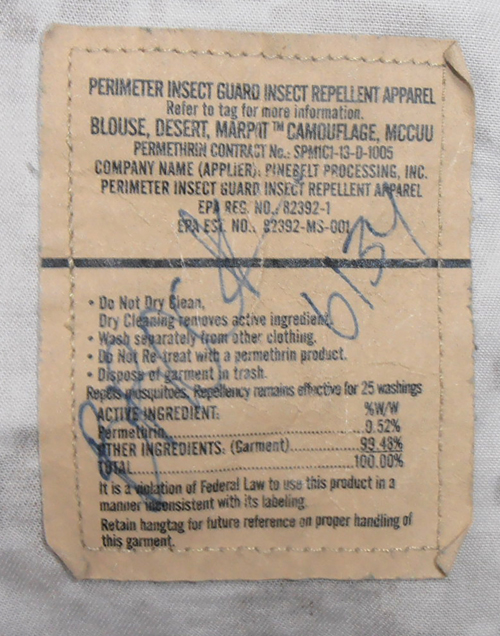 PERIMETER INSECT GUARD INSECT REPELLENT APPAREL
Refer to tag for more information.
BLOUSE, DESERT, MARPAT™ CAMOUFLAGE, MCCUU
PERMETHRIN CONTRACT No.: SPM1C1-13-D-1005
COMPANY NAME (APPLIER): PINEBELT PROCESSING, INC.
PERIMETER INSECT GUARD INSECT REPELLENT APPAREL
EPA REG. NO./ 82392-1
EPA EST. NO.. 82392-MS-001
• Do Not Dry Clean,
Dry Cleaning removes active ingredient.
• Wash separately from other clothing.
• Do Not Re-treat with a permethrin product.
• Dispose of garment in trash.
Repels mosquitoes, Repellency remains effective for 25 washings
ACTIVE INGREDIENT: %W/W
Permethrin..........0.52%
OTHER INGREDIENTS: (Garment)..........99.48%
TOTAL..........100.00%
It is a violation of Federal Law to use this product in a
manner inconsistent with its labeling.
Retain hangtag for future reference on proper handling of
this garment.